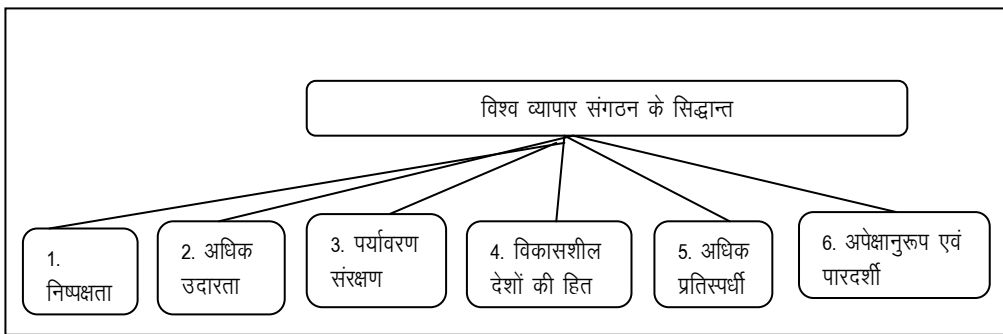 विश्व व्यापार संगठन के सिद्धान्त
1.
निष्पक्षता
2. अधिक
उदारता
3. पर्यावरण
संरक्षण
4. विकासशील
देशों की हित
5. अधिक
प्रतिस्पर्धी
6. अपेक्षानुरूप एवं
पारदर्शी